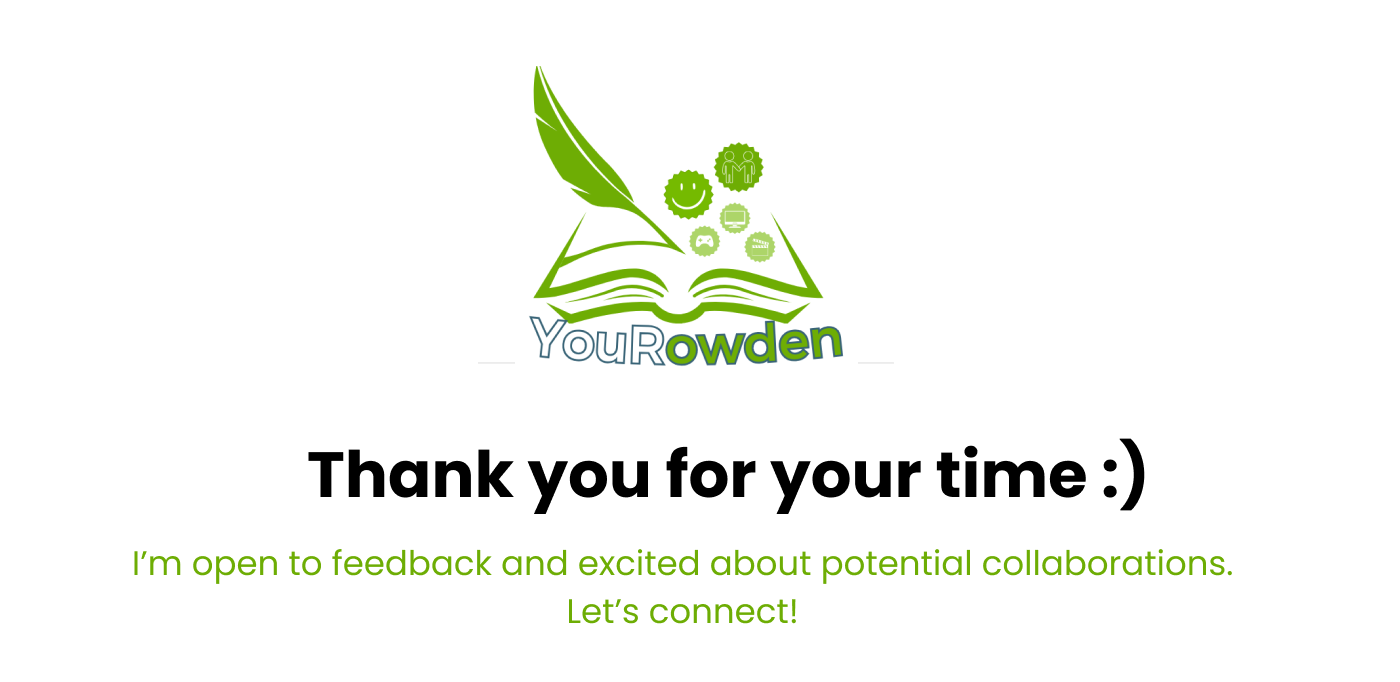 YouRowden
Thank you for your time :)
I’m open to feedback and excited about potential collaborations.
Let’s connect!